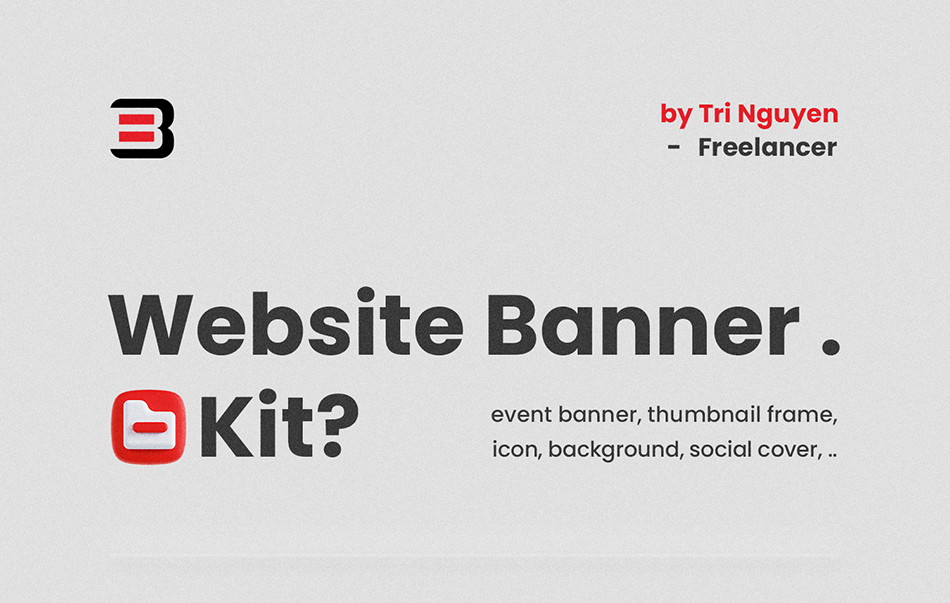 by Tri Nguyen
- Freelancer
Website Banner .
Kit?
event banner, thumbnail frame,
icon, background, social cover, ..